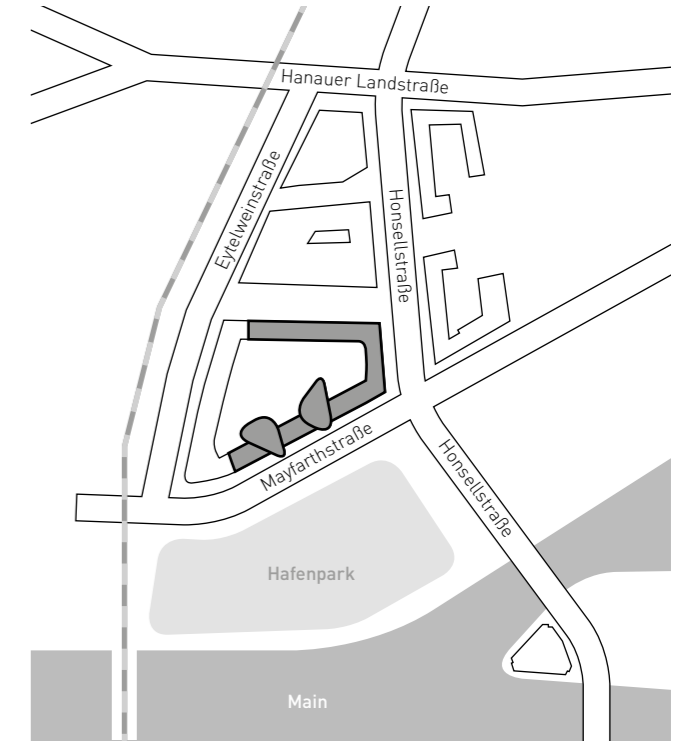 Hanauer Landstraße
Eytelweinstraße
Honsellstraße
Mayfarthstraße
Honsellstraße
Hafenpark
Main